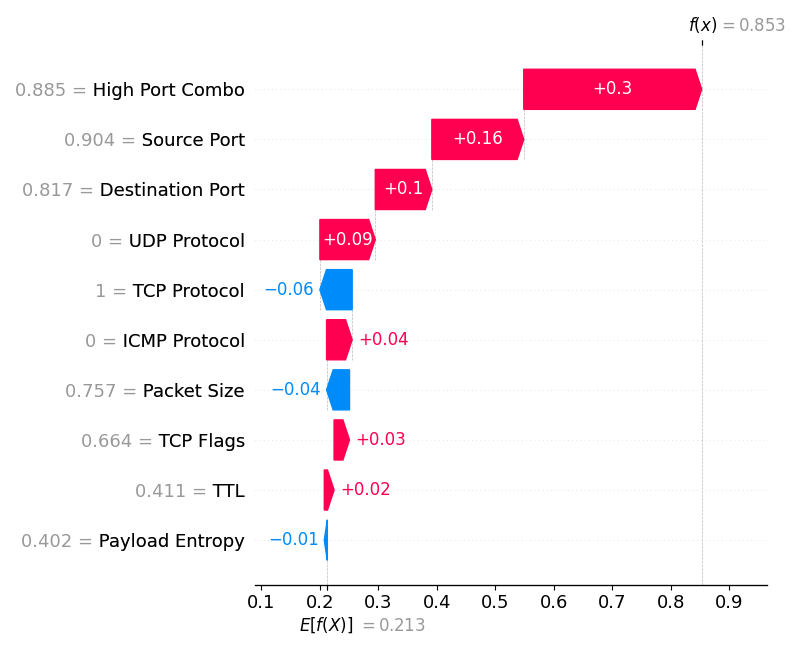 f(x) = 0.853
0.885 = High Port Combo
+0.3
0.904 = Source Port
+0.16
0.817 = Destination Port
+0.1
0 = UDP Protocol
+0.09
1 = TCP Protocol
−0.06
0 = ICMP Protocol
+0.04
0.757 = Packet Size
−0.04
0.664 = TCP Flags
+0.03
0.411 = TTL
+0.02
0.402 = Payload Entropy
−0.01
0.1 0.2 0.3 0.4 0.5 0.6 0.7 0.8 0.9
E[f(X)] = 0.213